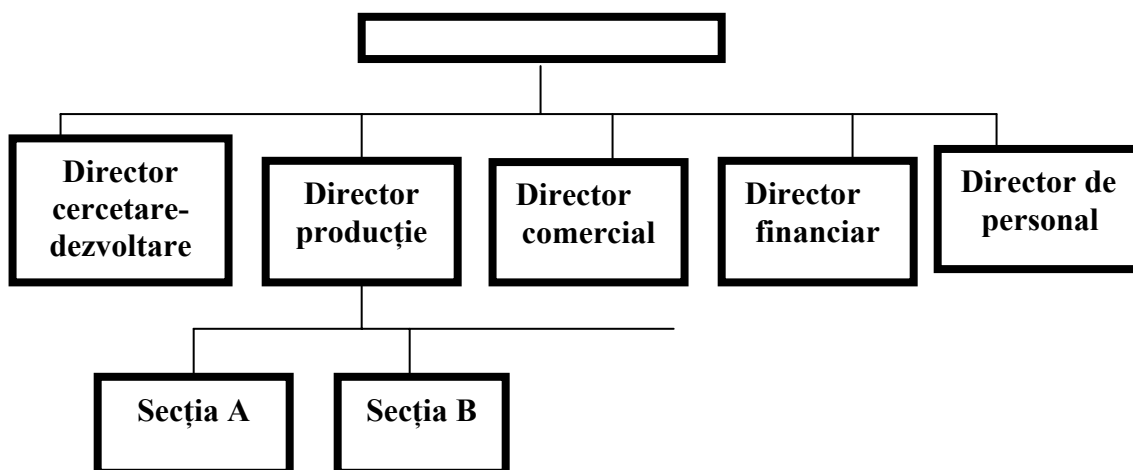 Director
cercetare-
dezvoltare
Director
producție
Director
comercial
Director
financiar
Director de
personal
Secția A
Secția B